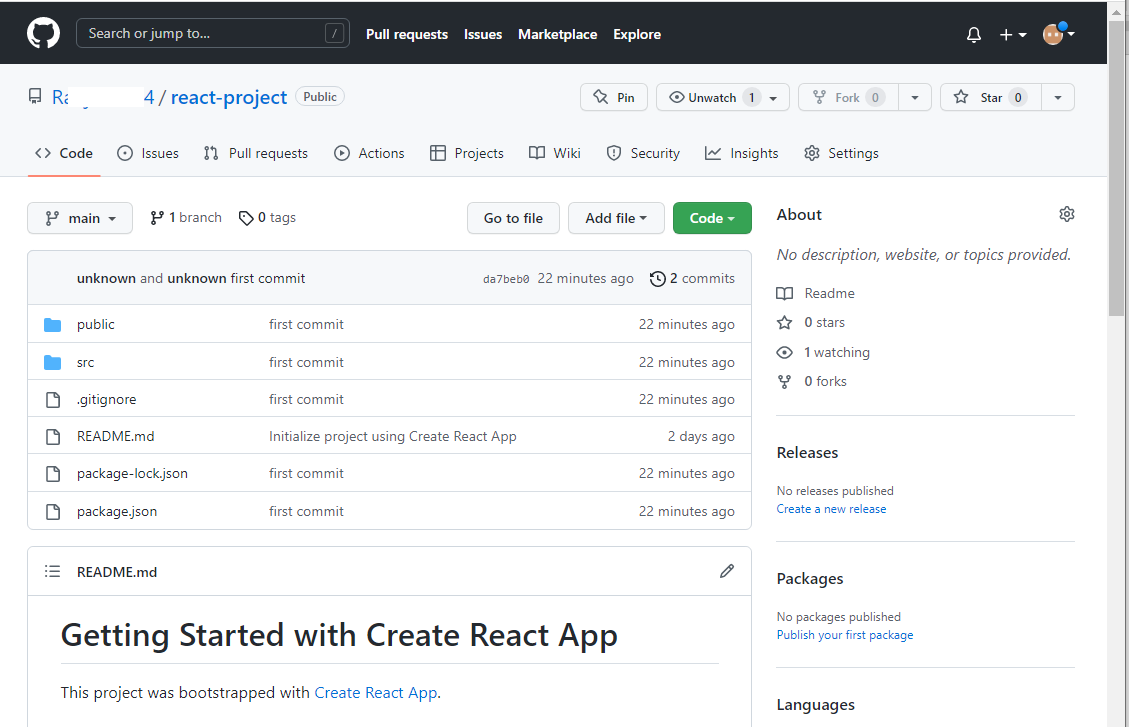 Search or jump to... / Pull requests Issues Marketplace Explore
4 / react-project Public Pin Unwatch 1 Fork 0 Star 0
Code Issues Pull requests Actions Projects Wiki Security Insights Settings
main 1 branch 0 tags Go to file Add file Code
unknown and unknown first commit da7beb0 22 minutes ago 2 commits
public first commit 22 minutes ago
src first commit 22 minutes ago
.gitignore first commit 22 minutes ago
README.md Initialize project using Create React App 2 days ago
package-lock.json first commit 22 minutes ago
package.json first commit 22 minutes ago
README.md
Getting Started with Create React App
This project was bootstrapped with Create React App.
About
No description, website, or topics provided.
Readme
0 stars
1 watching
0 forks
Releases
No releases published
Create a new release
Packages
No packages published
Publish your first package
Languages